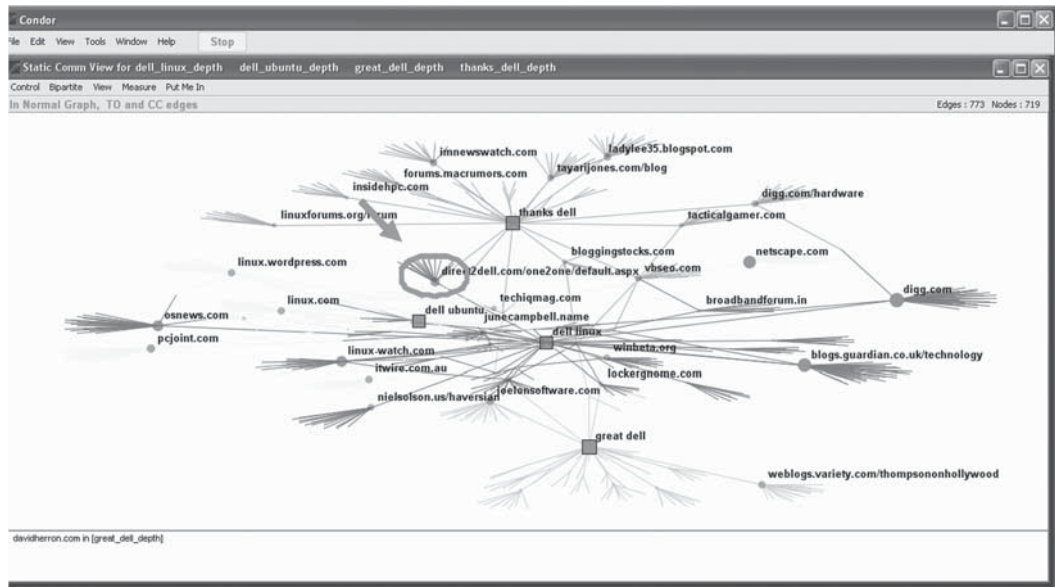 Condor
File Edit View Tools Window Help Stop
Static Comm View for dell_linux_depth dell_ubuntu_depth great_dell_depth thanks_dell_depth
Control Bipartite View Measure Put Me In
In Normal Graph, TO and CC edges Edges : 773 Nodes : 719
imnewswatch.com
ladylee35.blogspot.com
forums.macrumors.com
tayarijones.com/blog
insidehpc.com
digg.com/hardware
linuxforums.org/forum
thanks dell
tacticalgamer.com
bloggingstocks.com
netscape.com
linux.wordpress.com
direct2dell.com/one2one/default.aspx
vbseo.com
linux.com
techiqmag.com
broadbandforum.in
digg.com
osnews.com
dell ubuntu
junecampbell.name
dell linux
pcjoint.com
linux-watch.com
winbeta.org
blogs.guardian.co.uk/technology
itwire.com.au
lockergnome.com
nielsolson.us/haversian
joelonsoftware.com
great dell
weblogs.variety.com/thompsononhollywood
davidherron.com in [great_dell_depth]